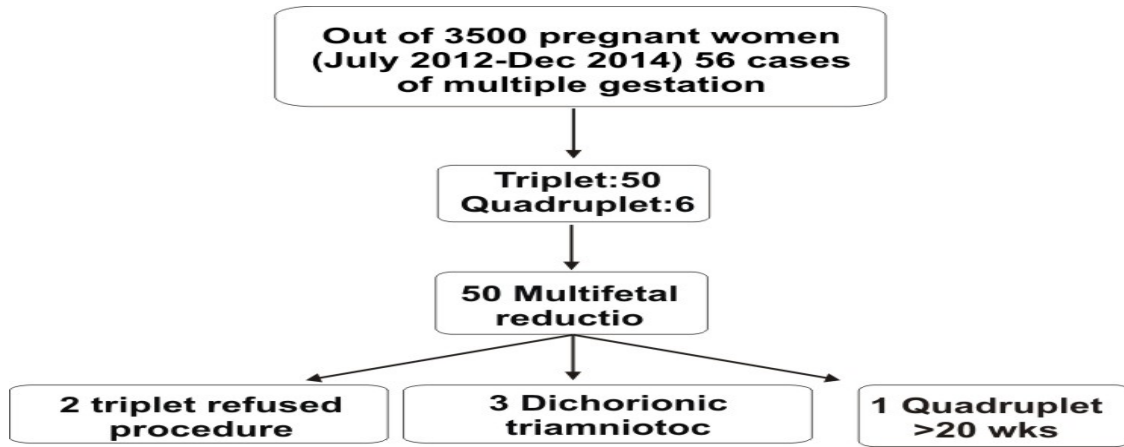 Out of 3500 pregnant women
(July 2012-Dec 2014) 56 cases
of multiple gestation
Triplet:50
Quadruplet:6
50 Multifetal
reductio
2 triplet refused
procedure
3 Dichorionic
triamniotoc
1 Quadruplet
>20 wks